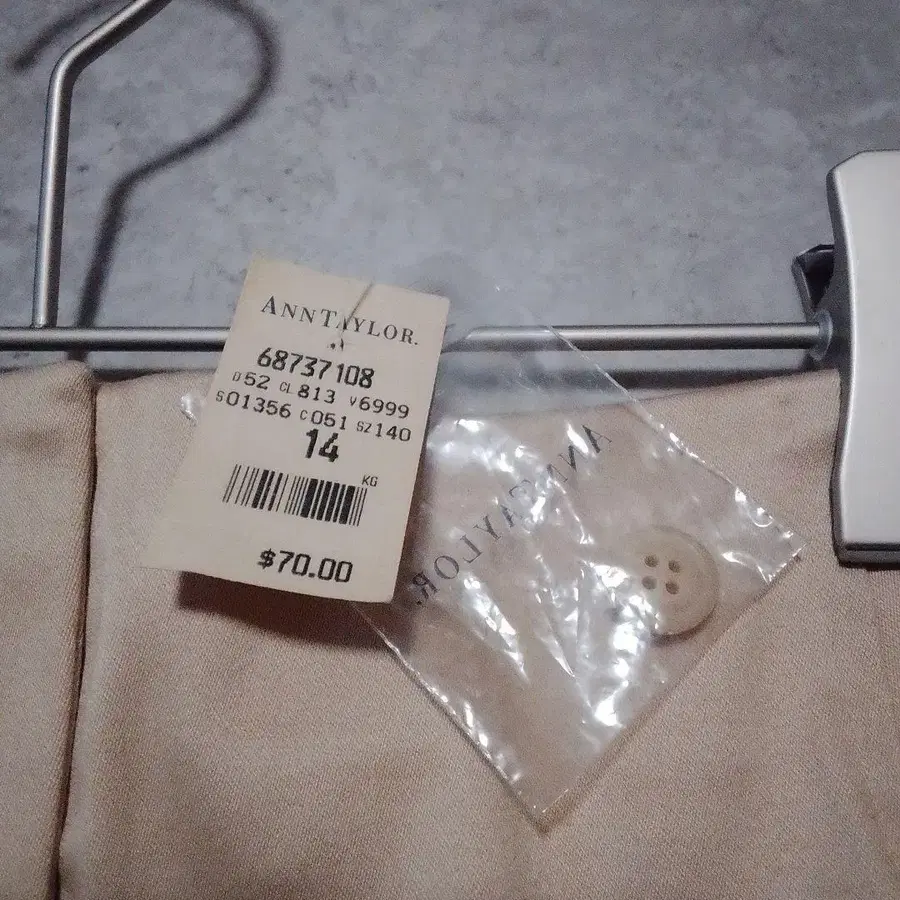 ANNTAYLOR.
68737108
D52 CL813 V6999
S01356 C051 SZ140
14
KG
$70.00
ANNTAYLOR.